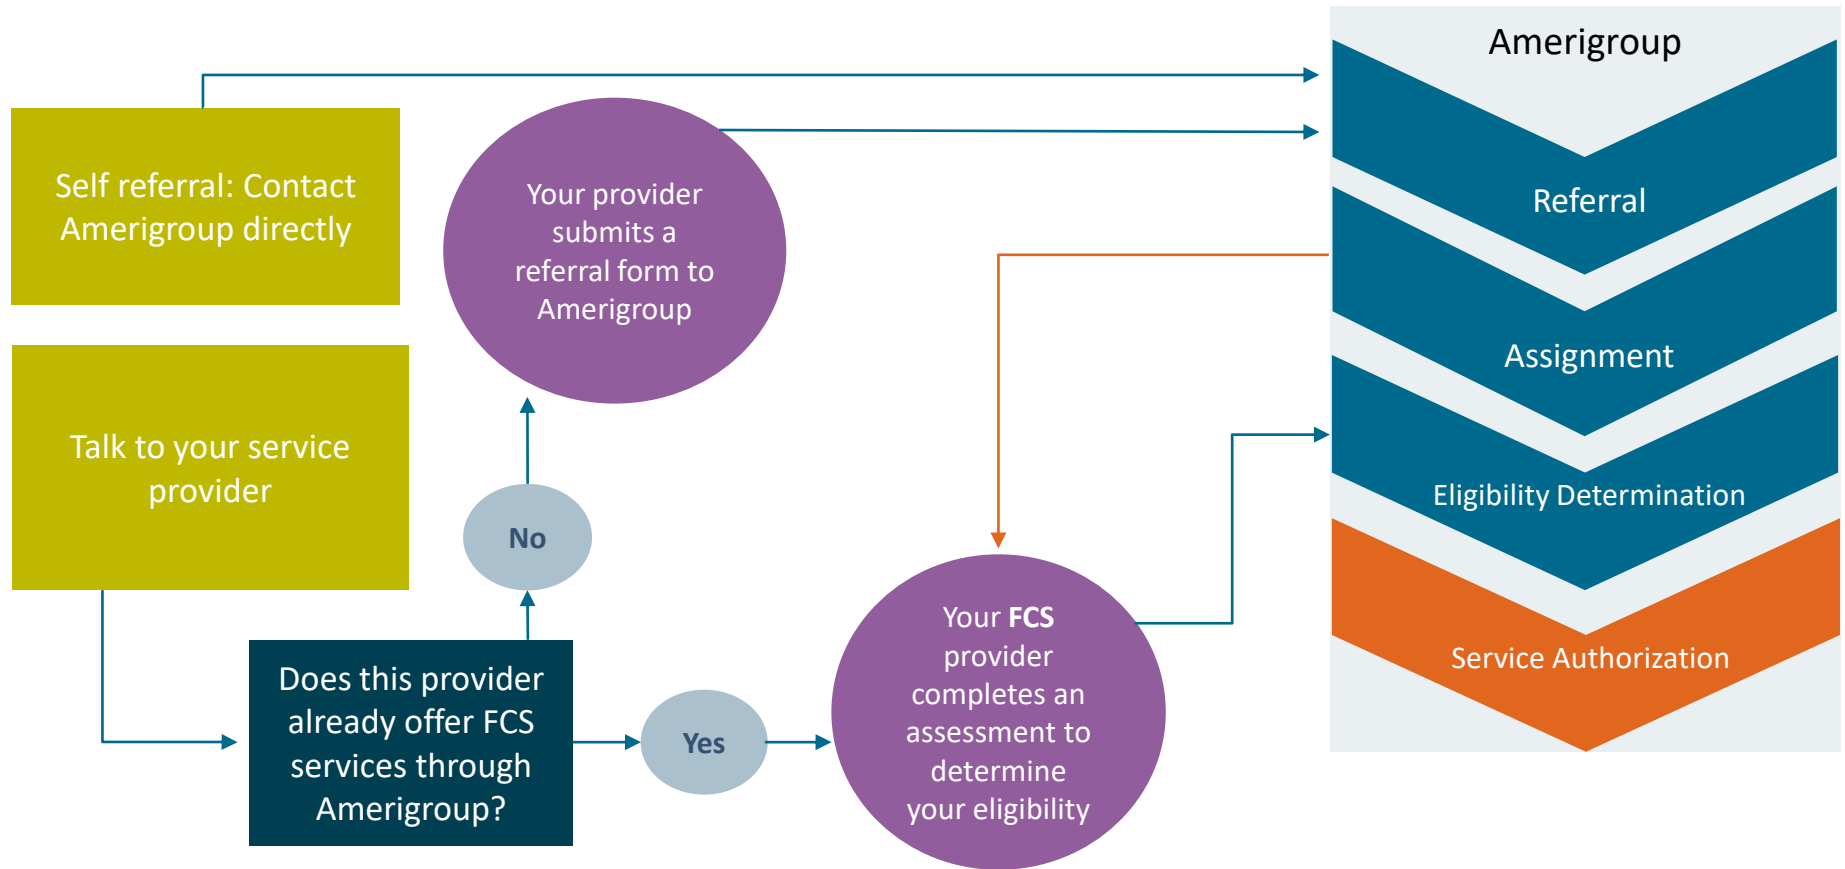 Self referral: Contact
Amerigroup directly
Talk to your service
provider
Does this provider
already offer FCS
services through
Amerigroup?
No
Yes
Your provider
submits a
referral form to
Amerigroup
Your FCS
provider
completes an
assessment to
determine
your eligibility
Amerigroup
Referral
Assignment
Eligibility Determination
Service Authorization